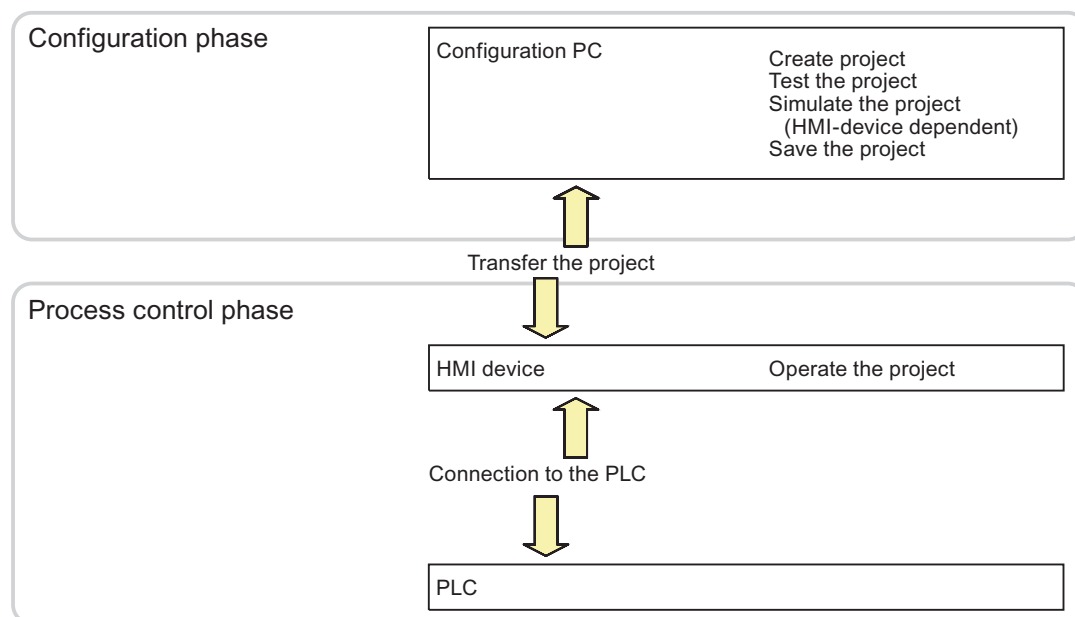 Configuration phase
Configuration PC
Create project
Test the project
Simulate the project
(HMI-device dependent)
Save the project
Transfer the project
Process control phase
HMI device
Operate the project
Connection to the PLC
PLC